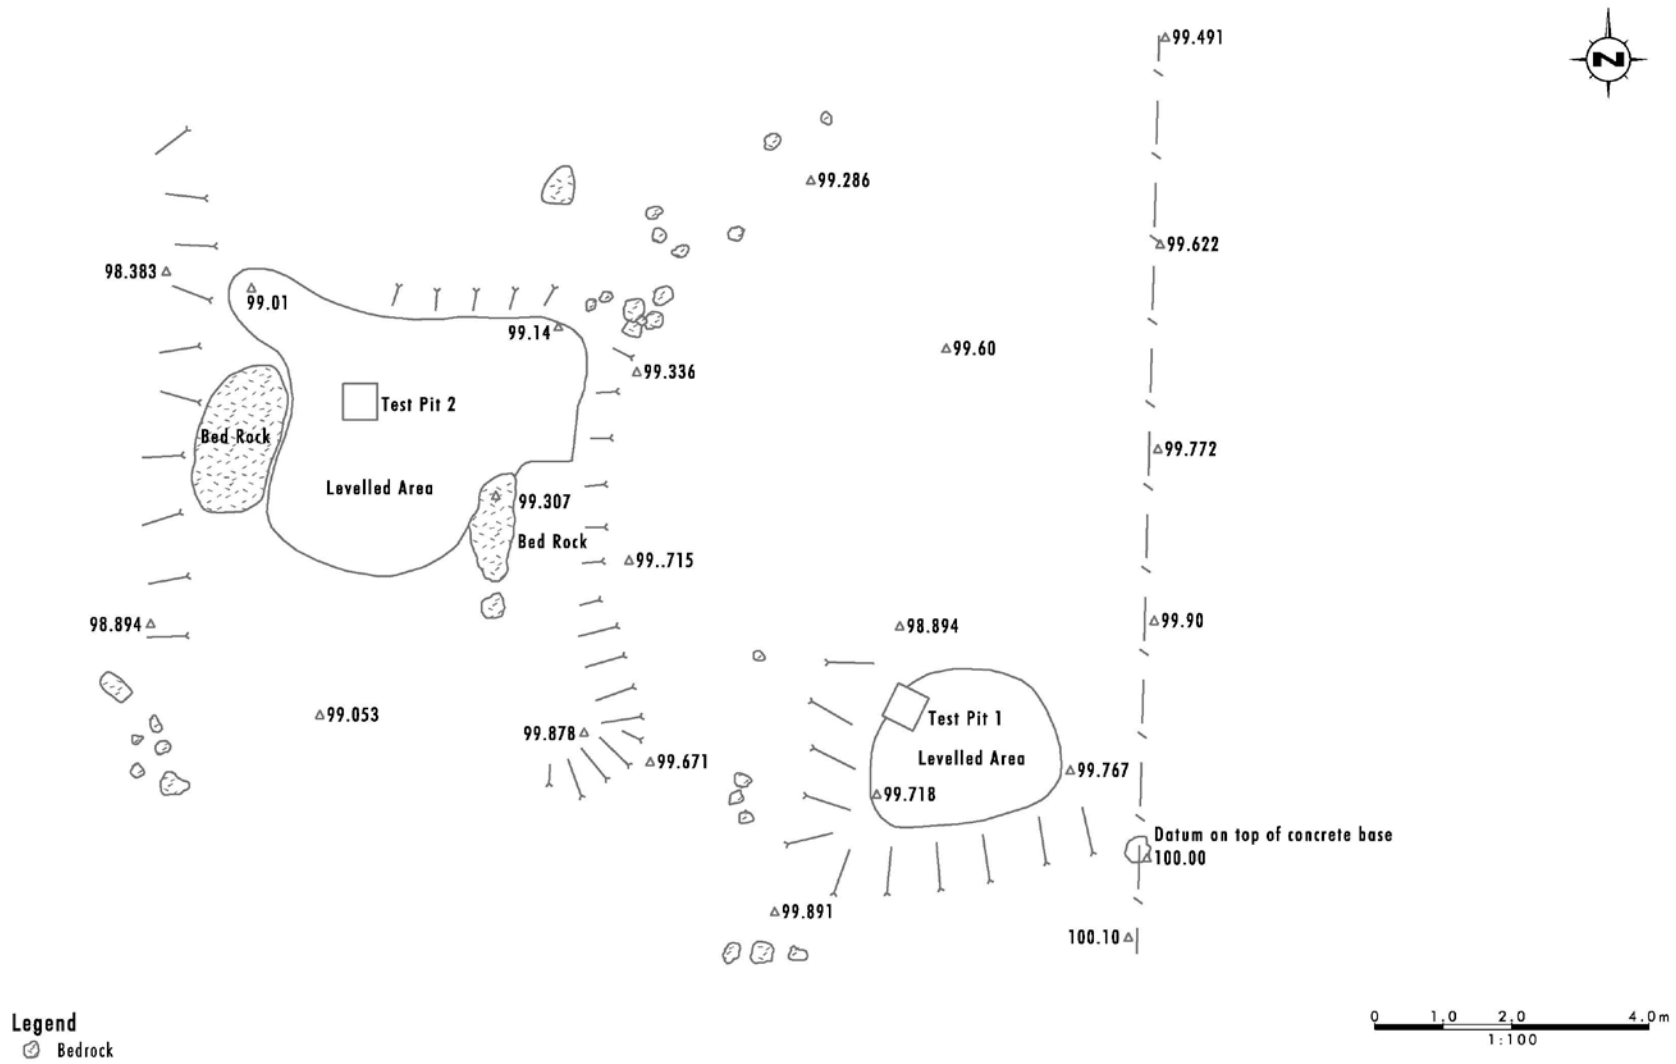 99.491
N
99.286
99.622
98.383
99.01
99.14
99.60
99.336
Test Pit 2
Bed Rock
99.772
Levelled Area
99.307
Bed Rock
99..715
98.894
98.894
99.90
99.053
Test Pit 1
99.878
Levelled Area
99.671
99.767
99.718
Datum on top of concrete base
100.00
99.891
100.10
Legend
Bedrock
0 1.0 2.0 4.0m
1:100